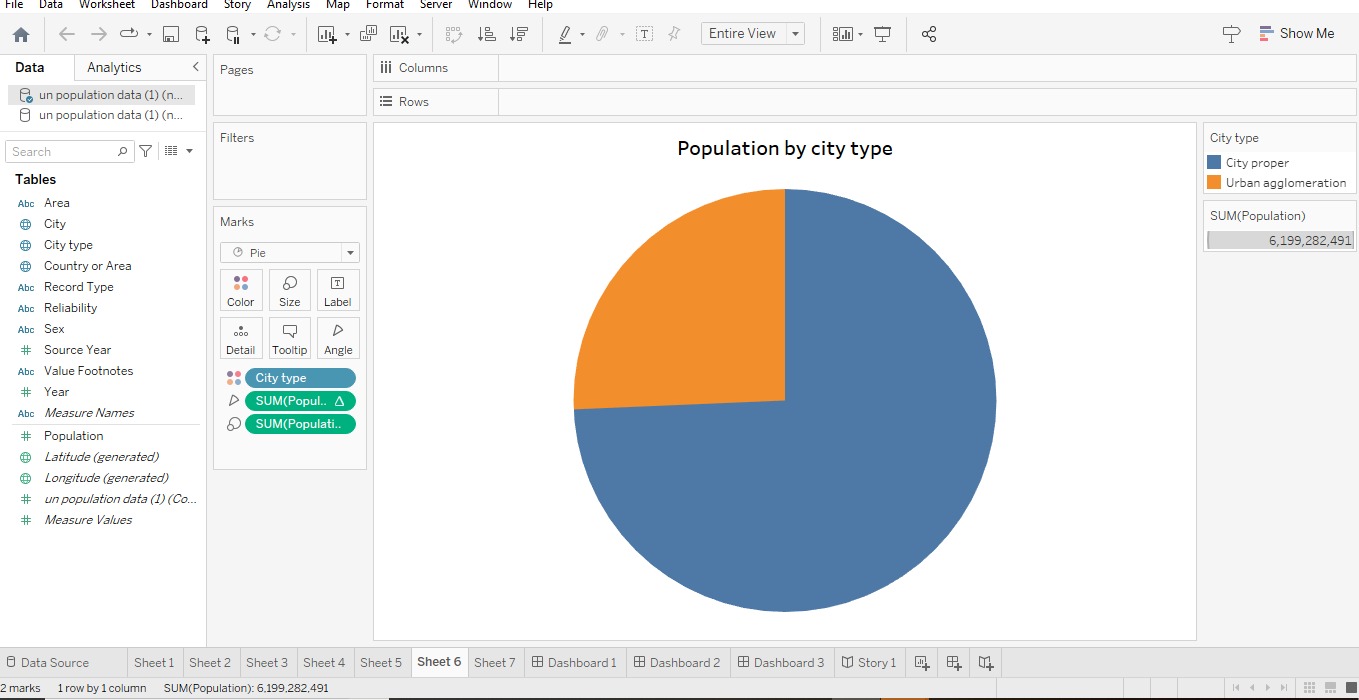 File Data Worksheet Dashboard Story Analysis Map Format Server Window Help
Entire View
Show Me
Data Analytics
un population data (1) (n...
un population data (1) (n...
Search
Tables
Abc Area
City
City type
Country or Area
Abc Record Type
Abc Reliability
Abc Sex
# Source Year
Abc Value Footnotes
# Year
Abc Measure Names
# Population
Latitude (generated)
Longitude (generated)
# un population data (1) (Co...
# Measure Values
Pages
Filters
Marks
Pie
Color Size Label
Detail Tooltip Angle
City type
SUM(Popul.. Δ
SUM(Populati..
Columns
Rows
Population by city type
City type
City proper
Urban agglomeration
SUM(Population)
6,199,282,491
Data Source Sheet 1 Sheet 2 Sheet 3 Sheet 4 Sheet 5 Sheet 6 Sheet 7 Dashboard 1 Dashboard 2 Dashboard 3 Story 1
2 marks 1 row by 1 column SUM(Population): 6,199,282,491